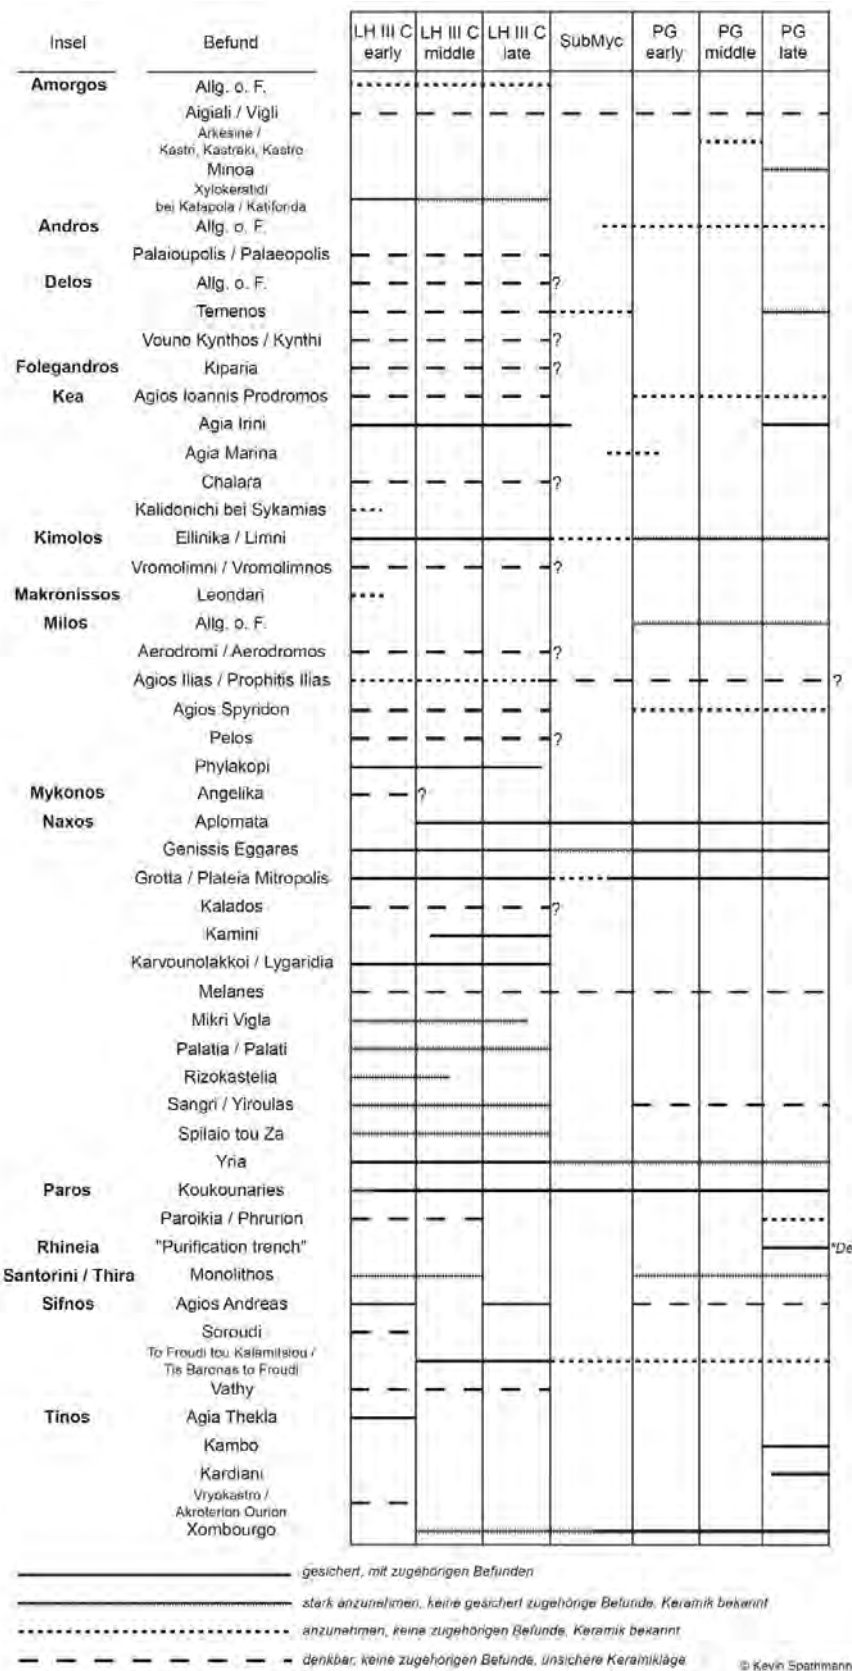 Insel Befund LH III C early LH III C middle LH III C late SubMyc PG early PG middle PG late
Amorgos Allg. o. F.
Aigiali / Vigli
Arkesine /
Kastri, Kastraki, Kastro
Minoa
Xylokeratidi
bei Katapola / Katiforida
Andros Allg. o. F.
Palaioupolis / Palaeopolis
Delos Allg. o. F. ?
Temenos
Vouno Kynthos / Kynthi ?
Folegandros Kiparia ?
Kea Agios Ioannis Prodromos
Agia Irini
Agia Marina
Chalara ?
Kalidonichi bei Sykamias
Kimolos Ellinika / Limni
Vromolimni / Vromolimnos ?
Makronissos Leondari
Milos Allg. o. F.
Aerodromi / Aerodromos ?
Agios Ilias / Prophitis Ilias ?
Agios Spyridon
Pelos ?
Phylakopi
Mykonos Angelika ?
Naxos Aplomata
Genissis Eggares
Grotta / Plateia Mitropolis
Kalados ?
Kamini
Karvounolakkoi / Lygaridia
Melanes
Mikri Vigla
Palatia / Palati
Rizokastelia
Sangri / Yiroulas
Spilaio tou Za
Yria
Paros Koukounaries
Paroikia / Phrurion
Rhineia "Purification trench" *De
Santorini / Thira Monolithos
Sifnos Agios Andreas
Soroudi
To Froudi tou Kalamitsiou /
Tis Baronas to Froudi
Vathy
Tinos Agia Thekla
Kambo
Kardiani
Vryokastro /
Akroterion Ourion
Xombourgo
gesichert, mit zugehörigen Befunden
stark anzunehmen, keine gesichert zugehörige Befunde, Keramik bekannt
anzunehmen, keine zugehörigen Befunde, Keramik bekannt
denkbar, keine zugehörigen Befunde, unsichere Keramiklage
© Kevin Spathmann